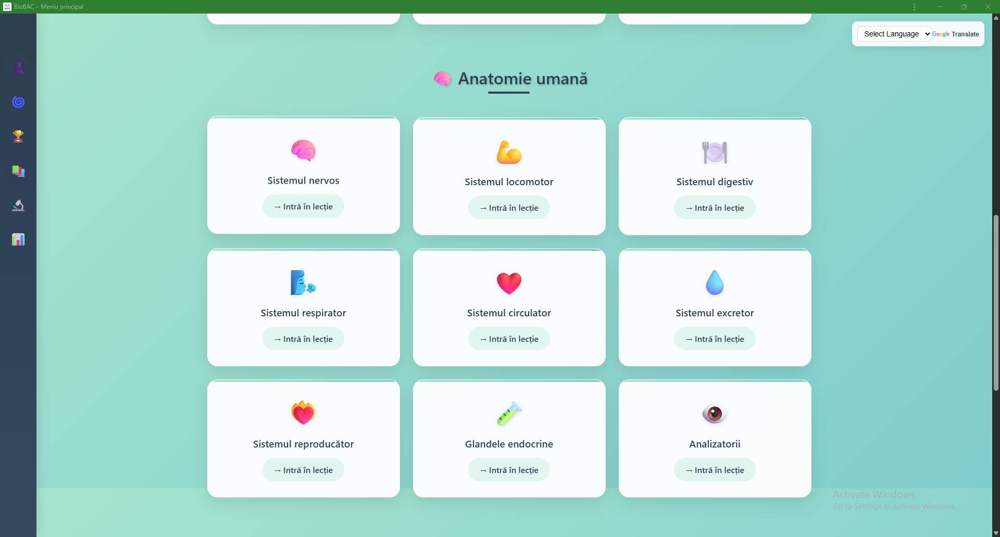 BioBAC – Meniu principal
Select Language
Google Translate
Anatomie umană
Sistemul nervos
→ Intră în lecție
Sistemul locomotor
→ Intră în lecție
Sistemul digestiv
→ Intră în lecție
Sistemul respirator
→ Intră în lecție
Sistemul circulator
→ Intră în lecție
Sistemul excretor
→ Intră în lecție
Sistemul reproducător
→ Intră în lecție
Glandele endocrine
→ Intră în lecție
Analizatorii
→ Intră în lecție
Activate Windows
Go to Settings to activate Windows.